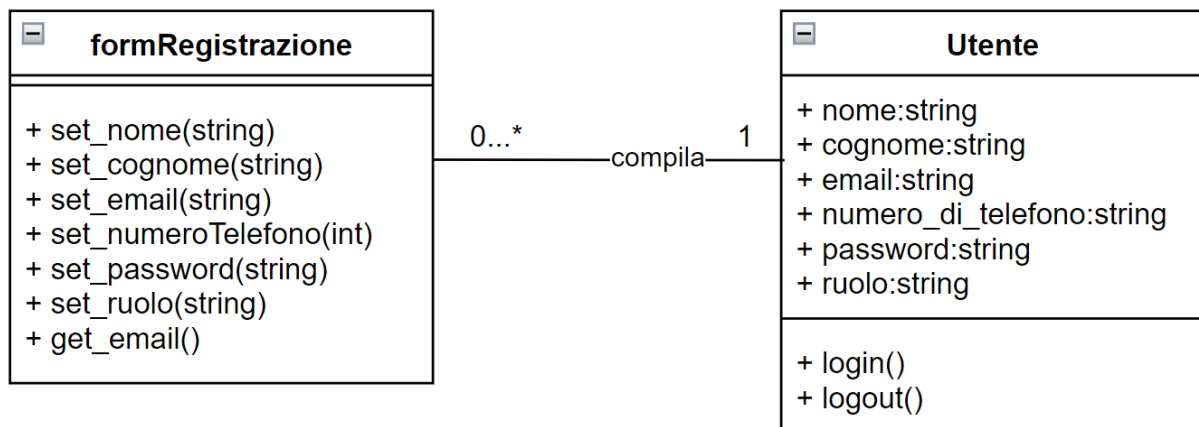 formRegistrazione
+ set_nome(string)
+ set_cognome(string)
+ set_email(string)
+ set_numeroTelefono(int)
+ set_password(string)
+ set_ruolo(string)
+ get_email()
0...*
compila
1
Utente
+ nome:string
+ cognome:string
+ email:string
+ numero_di_telefono:string
+ password:string
+ ruolo:string
+ login()
+ logout()